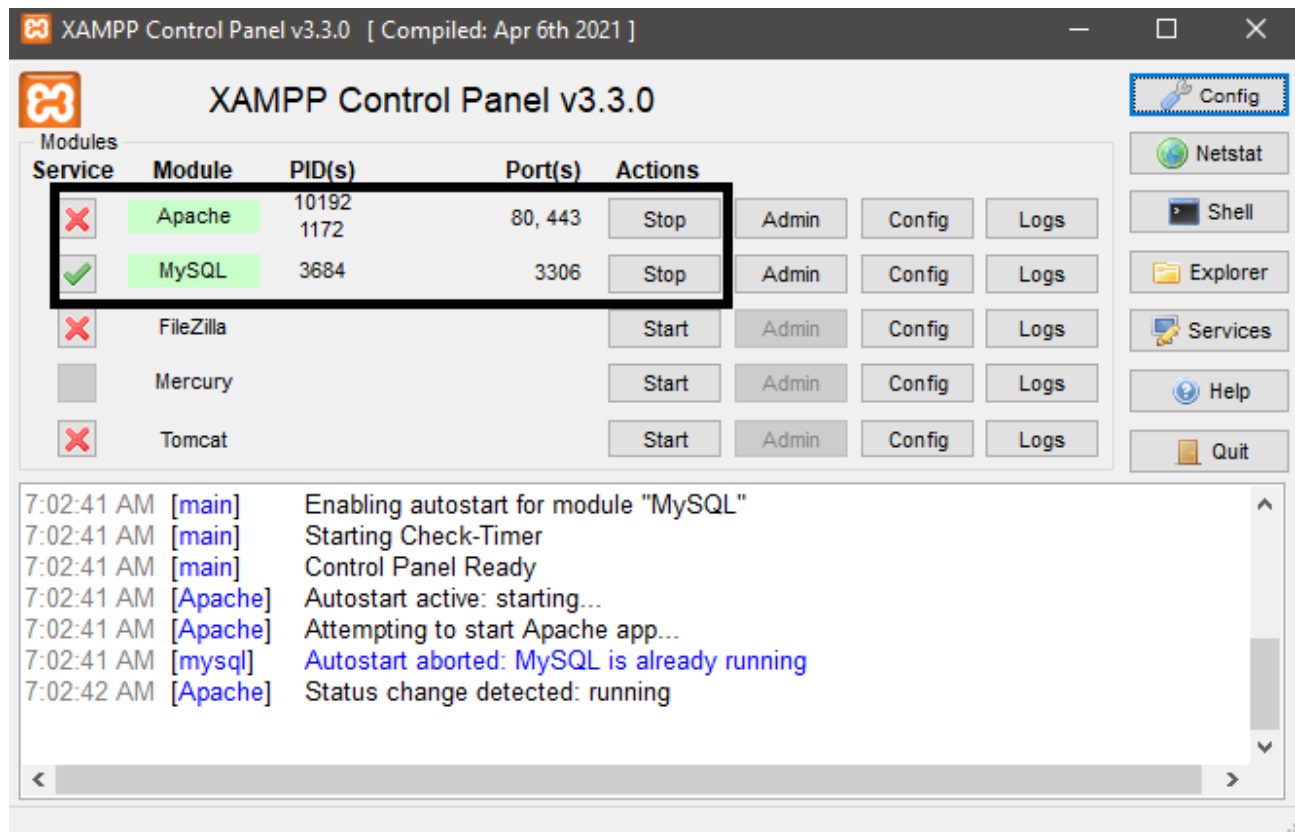 XAMPP Control Panel v3.3.0 [ Compiled: Apr 6th 2021 ]
XAMPP Control Panel v3.3.0
Config
Modules
Netstat
Service Module PID(s) Port(s) Actions
Shell
Apache 10192 1172 80, 443 Stop Admin Config Logs
MySQL 3684 3306 Stop Admin Config Logs
Explorer
FileZilla Start Admin Config Logs
Services
Mercury Start Admin Config Logs
Help
Tomcat Start Admin Config Logs
Quit
7:02:41 AM [main] Enabling autostart for module "MySQL"
7:02:41 AM [main] Starting Check-Timer
7:02:41 AM [main] Control Panel Ready
7:02:41 AM [Apache] Autostart active: starting...
7:02:41 AM [Apache] Attempting to start Apache app...
7:02:41 AM [mysql] Autostart aborted: MySQL is already running
7:02:42 AM [Apache] Status change detected: running